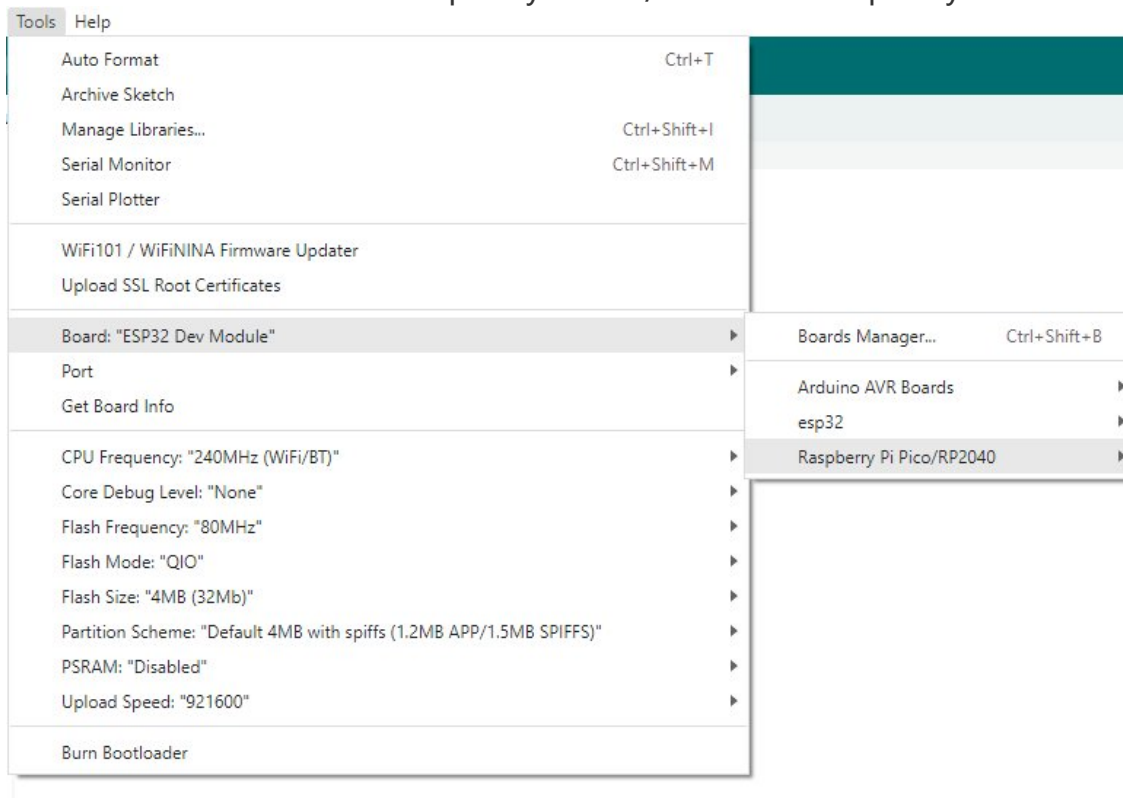 Tools Help
Auto Format Ctrl+T
Archive Sketch
Manage Libraries... Ctrl+Shift+I
Serial Monitor Ctrl+Shift+M
Serial Plotter
WiFi101 / WiFiNINA Firmware Updater
Upload SSL Root Certificates
Board: "ESP32 Dev Module"
Port
Get Board Info
CPU Frequency: "240MHz (WiFi/BT)"
Core Debug Level: "None"
Flash Frequency: "80MHz"
Flash Mode: "QIO"
Flash Size: "4MB (32Mb)"
Partition Scheme: "Default 4MB with spiffs (1.2MB APP/1.5MB SPIFFS)"
PSRAM: "Disabled"
Upload Speed: "921600"
Burn Bootloader
Boards Manager... Ctrl+Shift+B
Arduino AVR Boards
esp32
Raspberry Pi Pico/RP2040